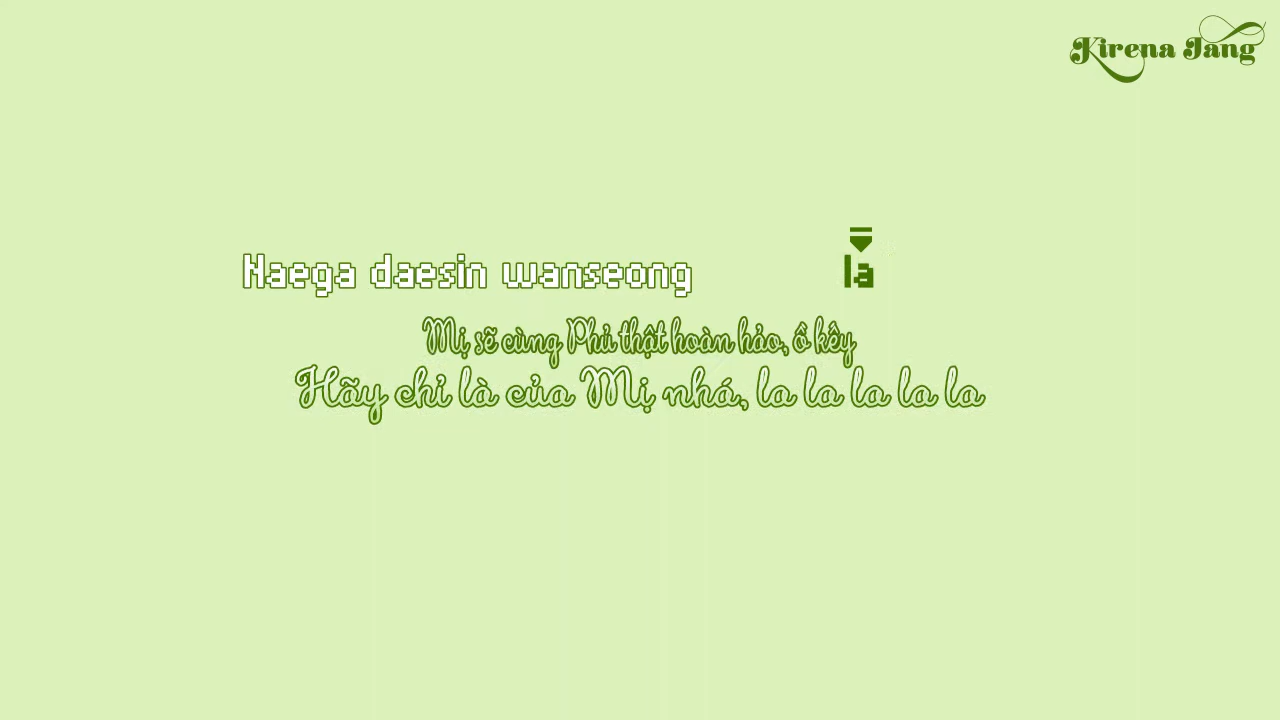 Kirena Jang
Naega daesin wanseong la
Mị sẽ cùng Phủ thật hoàn hảo, ồ kêy
Hãy chỉ là của Mị nhá, la la la la la